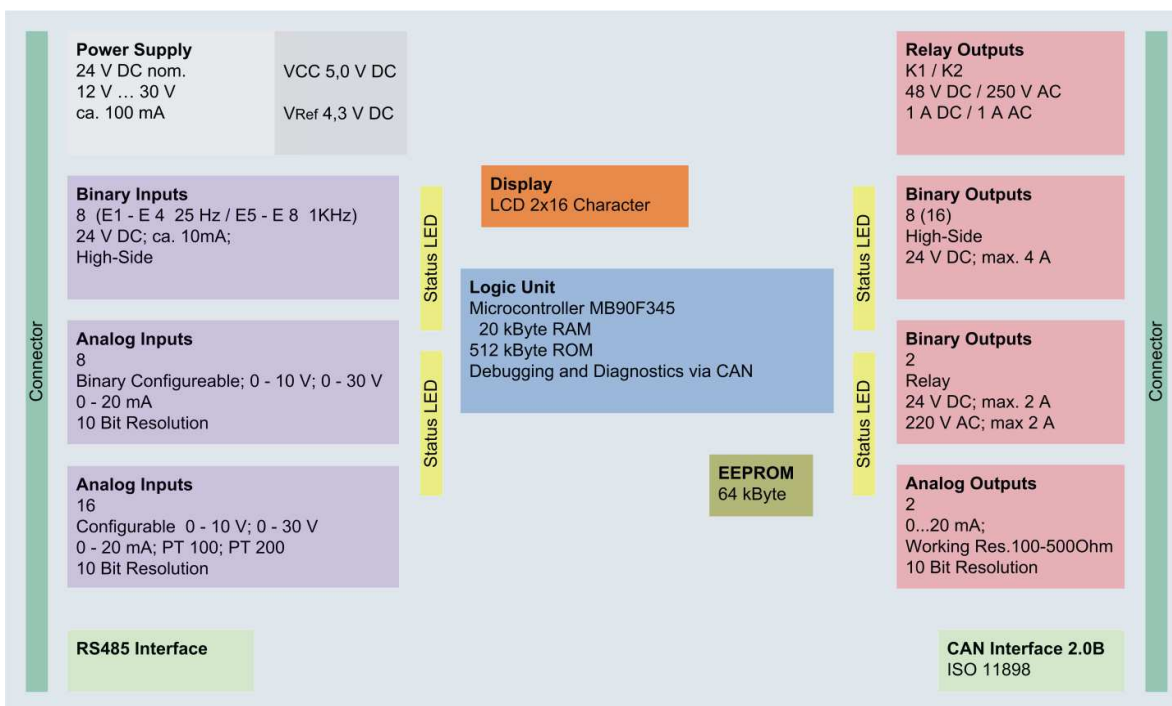 Connector
Power Supply
24 V DC nom.
12 V ... 30 V
ca. 100 mA
VCC 5,0 V DC
VRef 4,3 V DC
Binary Inputs
8  (E1 - E 4  25 Hz / E5 - E 8  1KHz)
24 V DC; ca. 10mA;
High-Side
Analog Inputs
8
Binary Configureable; 0 - 10 V; 0 - 30 V
0 - 20 mA
10 Bit Resolution
Analog Inputs
16
Configurable  0 - 10 V; 0 - 30 V
0 - 20 mA; PT 100; PT 200
10 Bit Resolution
RS485 Interface
Status LED
Status LED
Display
LCD 2x16 Character
Logic Unit
Microcontroller MB90F345
20 kByte RAM
512 kByte ROM
Debugging and Diagnostics via CAN
EEPROM
64 kByte
Status LED
Status LED
Relay Outputs
K1 / K2
48 V DC / 250 V AC
1 A DC / 1 A AC
Binary Outputs
8 (16)
High-Side
24 V DC; max. 4 A
Binary Outputs
2
Relay
24 V DC; max. 2 A
220 V AC; max 2 A
Analog Outputs
2
0...20 mA;
Working Res.100-500Ohm
10 Bit Resolution
CAN Interface 2.0B
ISO 11898
Connector